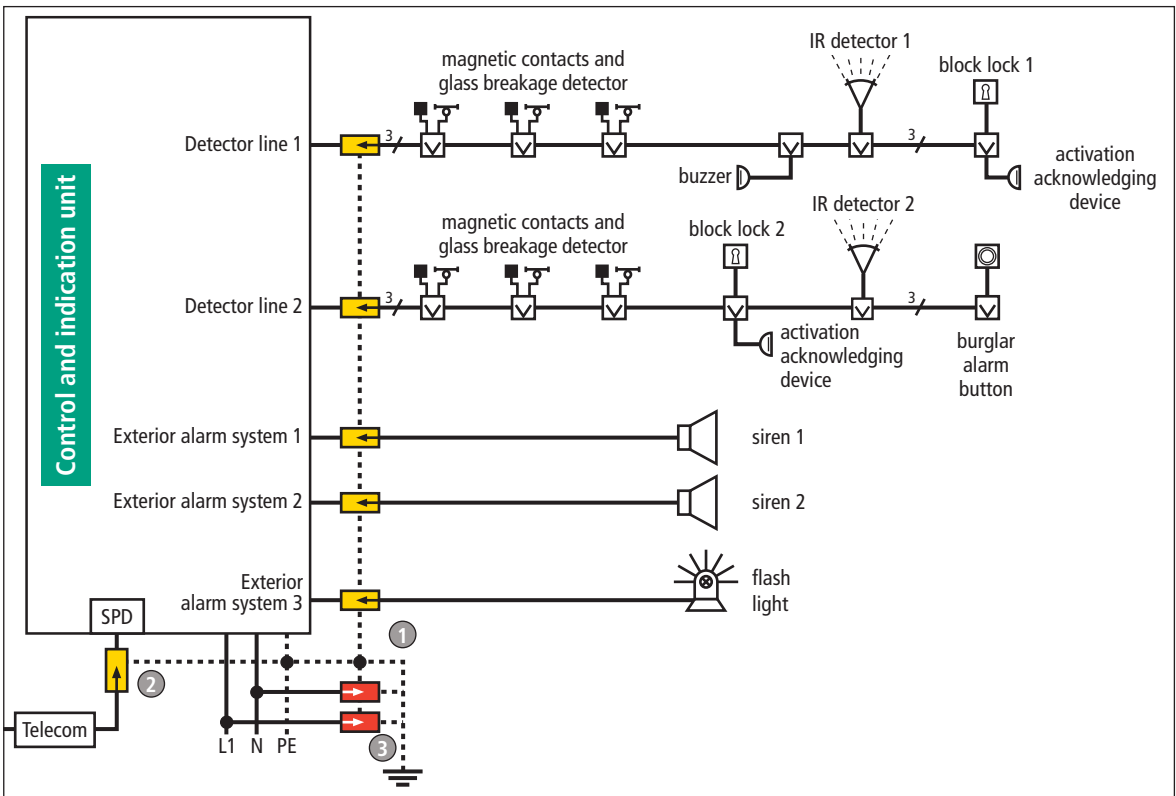 Control and indication unit
Detector line 1
3
magnetic contacts and
glass breakage detector
buzzer
IR detector 1
3
block lock 1
activation
acknowledging
device
Detector line 2
3
magnetic contacts and
glass breakage detector
block lock 2
activation
acknowledging
device
IR detector 2
3
burglar
alarm
button
Exterior alarm system 1
siren 1
Exterior alarm system 2
siren 2
Exterior
alarm system 3
flash
light
SPD
1
2
Telecom
L1 N PE
3